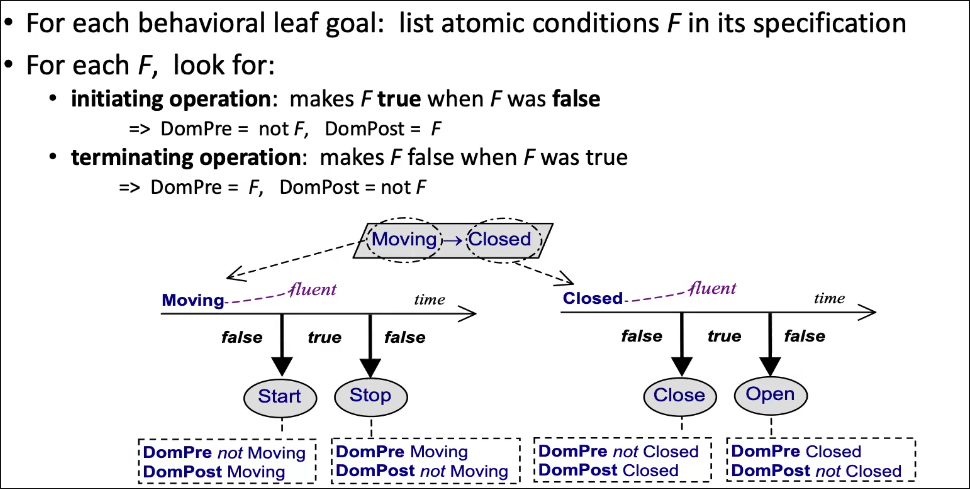 • For each behavioral leaf goal: list atomic conditions F in its specification
• For each F, look for:
• initiating operation: makes F true when F was false
=> DomPre = not F, DomPost = F
• terminating operation: makes F false when F was true
=> DomPre = F, DomPost = not F
Moving → Closed
Moving fluent time
false true false
Start Stop
DomPre not Moving
DomPost Moving
DomPre Moving
DomPost not Moving
Closed fluent time
false true false
Close Open
DomPre not Closed
DomPost Closed
DomPre Closed
DomPost not Closed